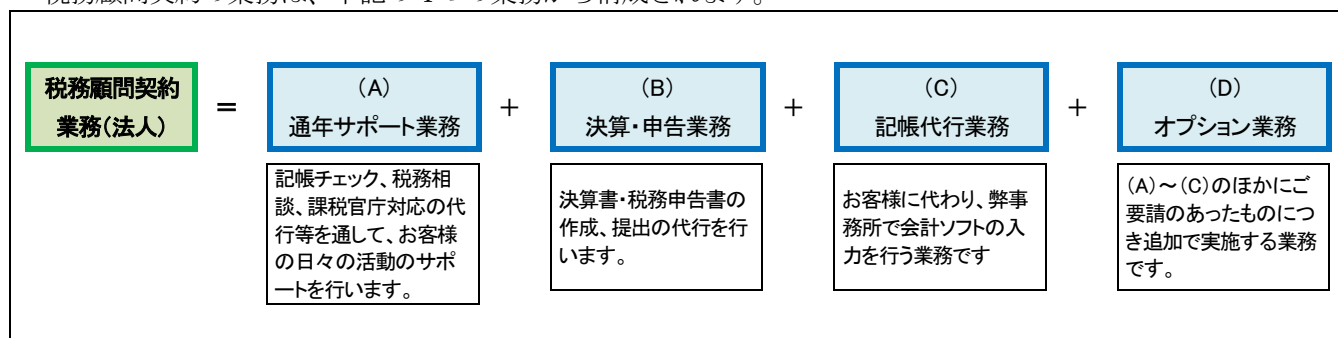 税務顧問契約の業務は、下記の4つの業務から構成されます。
税務顧問契約
業務(法人)
=
(A)
通年サポート業務
+
(B)
決算・申告業務
+
(C)
記帳代行業務
+
(D)
オプション業務
記帳チェック、税務相
談、課税官庁対応の代
行等を通して、お客様
の日々の活動のサポ
ートを行います。
決算書・税務申告書の
作成、提出の代行を行
います。
お客様に代わり、弊事
務所で会計ソフトの入
力を行う業務です
(A)～(C)のほかにご
要請のあったものにつ
き追加で実施する業務
です。